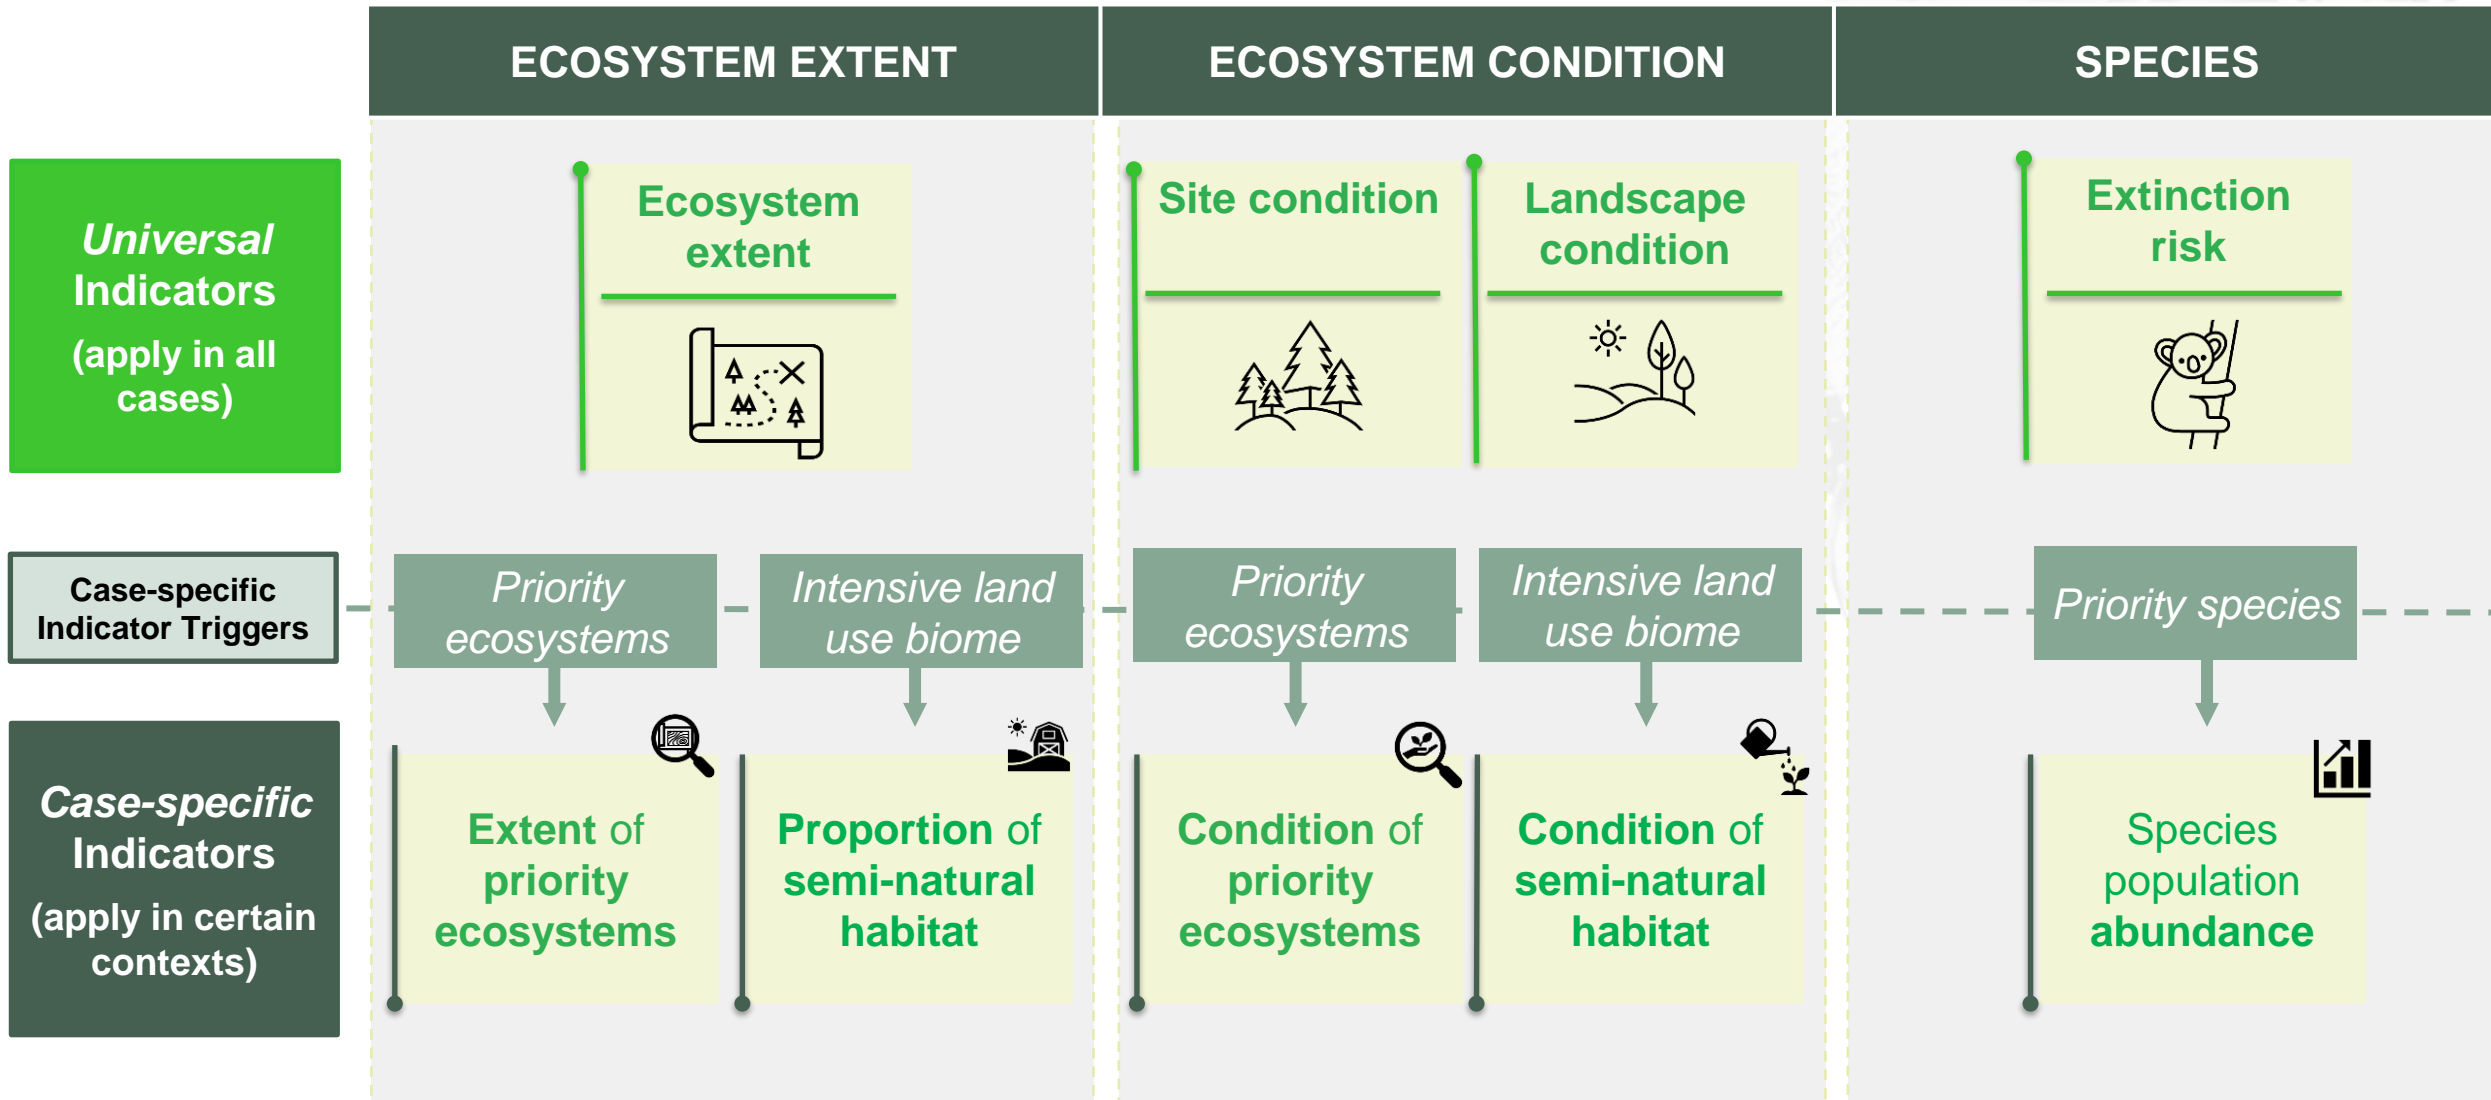 ECOSYSTEM EXTENT
ECOSYSTEM CONDITION
SPECIES
Universal
Indicators
(apply in all
cases)
Ecosystem
extent
Site condition
Landscape
condition
Extinction
risk
Case-specific
Indicator Triggers
Priority
ecosystems
Intensive land
use biome
Priority
ecosystems
Intensive land
use biome
Priority species
Case-specific
Indicators
(apply in certain
contexts)
Extent of
priority
ecosystems
Proportion of
semi-natural
habitat
Condition of
priority
ecosystems
Condition of
semi-natural
habitat
Species
population
abundance